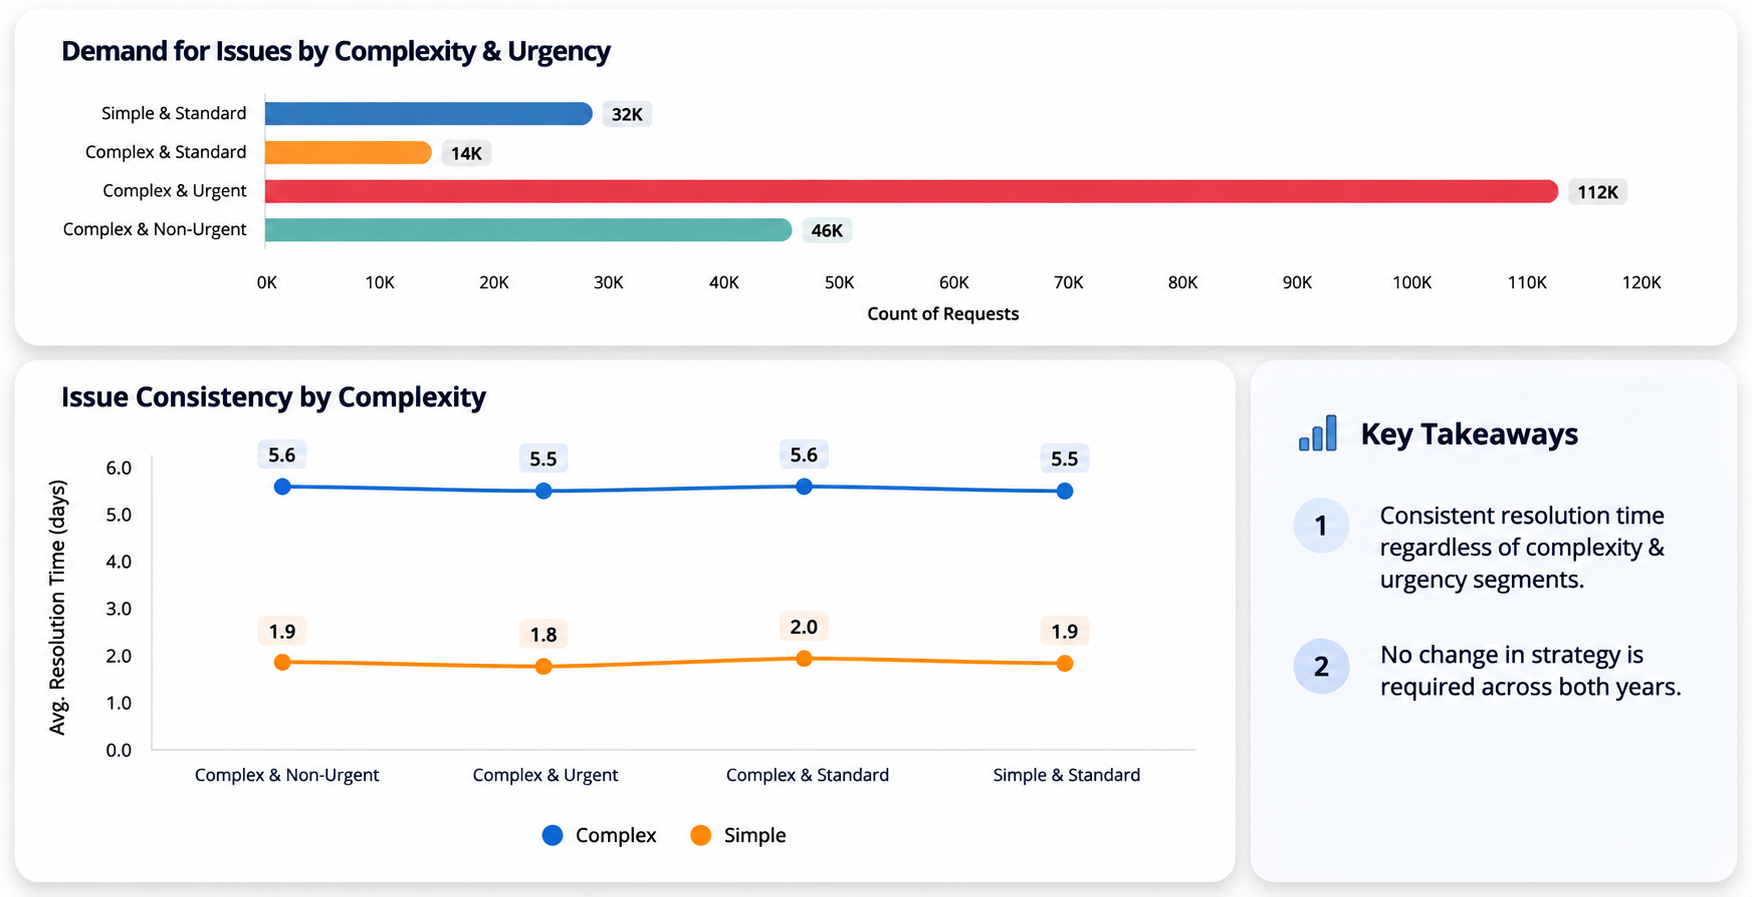 Demand for Issues by Complexity & Urgency
Simple & Standard
32K
Complex & Standard
14K
Complex & Urgent
112K
Complex & Non-Urgent
46K
0K 10K 20K 30K 40K 50K 60K 70K 80K 90K 100K 110K 120K
Count of Requests
Issue Consistency by Complexity
Avg. Resolution Time (days)
6.0
5.0
4.0
3.0
2.0
1.0
0.0
5.6 5.5 5.6 5.5
1.9 1.8 2.0 1.9
Complex & Non-Urgent Complex & Urgent Complex & Standard Simple & Standard
Complex Simple
Key Takeaways
1
Consistent resolution time
regardless of complexity &
urgency segments.
2
No change in strategy is
required across both years.